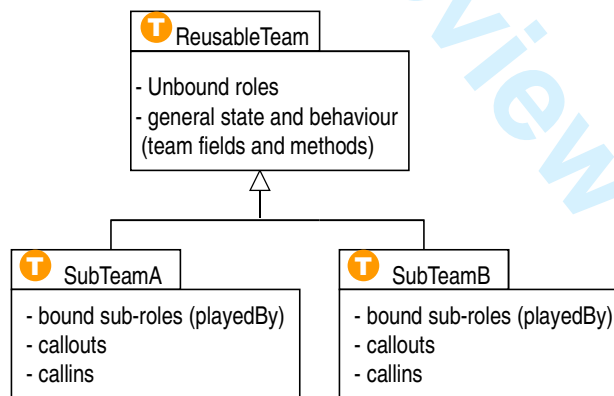 T ReusableTeam
- Unbound roles
- general state and behaviour
(team fields and methods)
T SubTeamA
- bound sub-roles (playedBy)
- callouts
- callins
T SubTeamB
- bound sub-roles (playedBy)
- callouts
- callins